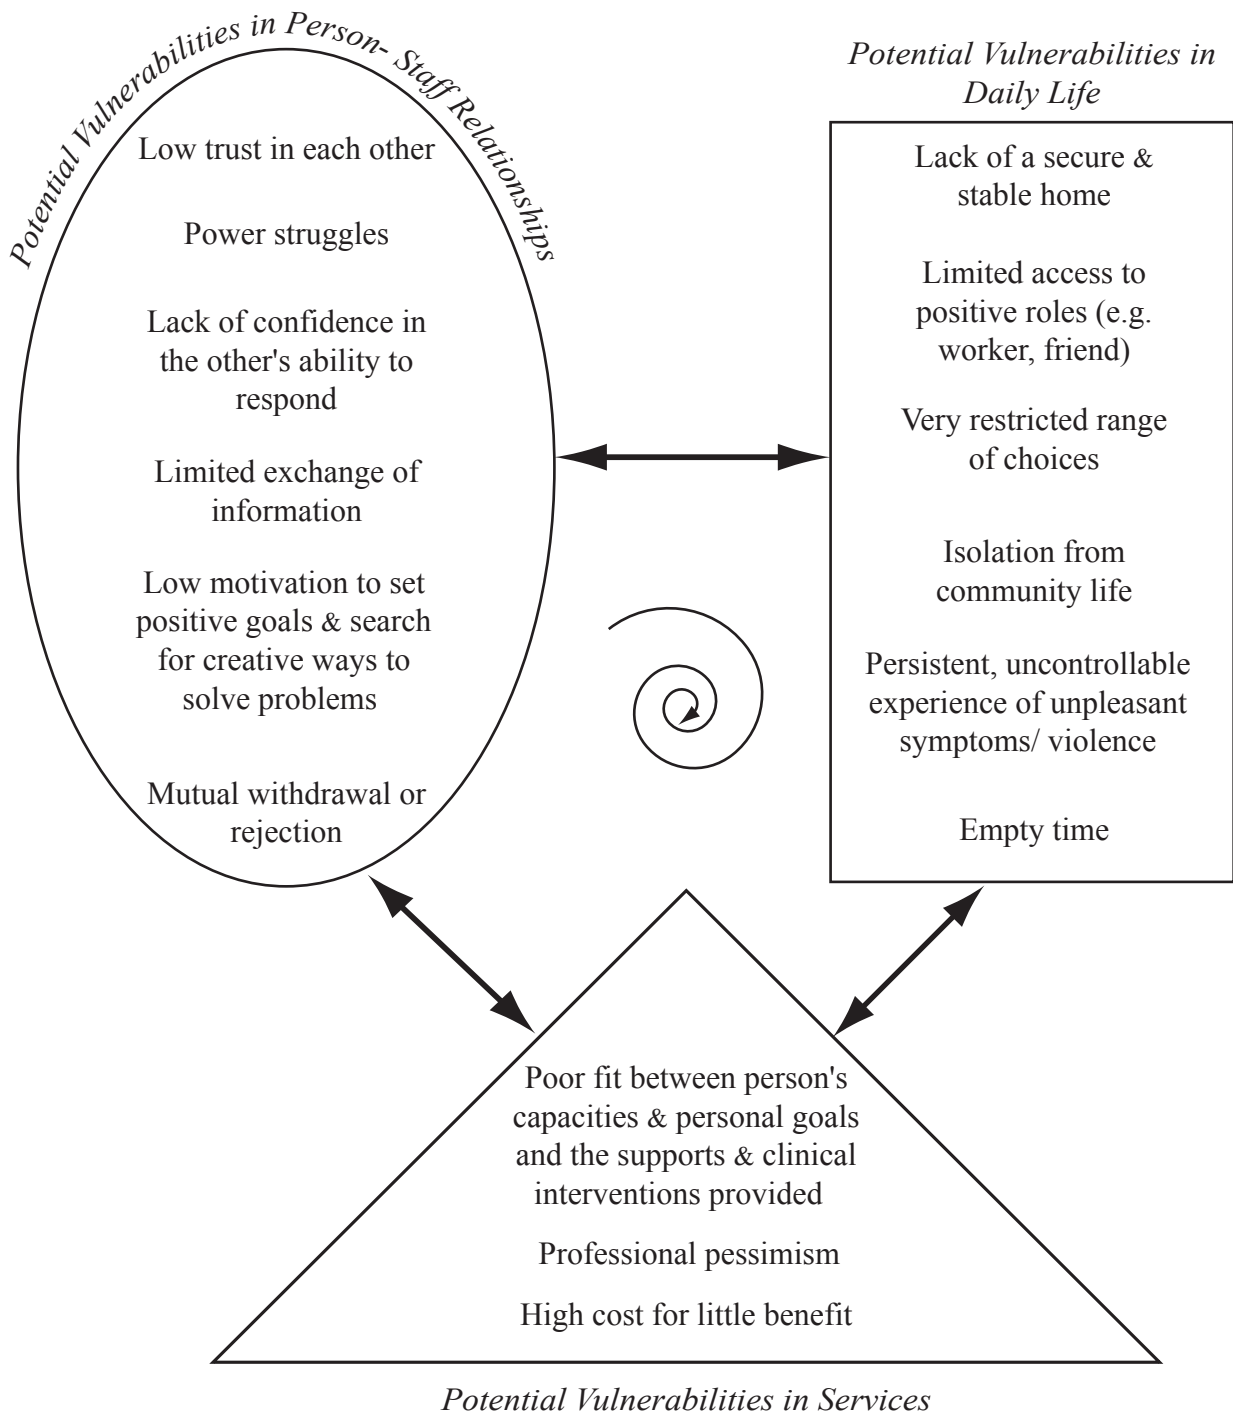 Potential Vulnerabilities in Person- Staff Relationships
Low trust in each other
Power struggles
Lack of confidence in
the other's ability to
respond
Limited exchange of
information
Low motivation to set
positive goals & search
for creative ways to
solve problems
Mutual withdrawal or
rejection
Potential Vulnerabilities in
Daily Life
Lack of a secure &
stable home
Limited access to
positive roles (e.g.
worker, friend)
Very restricted range
of choices
Isolation from
community life
Persistent, uncontrollable
experience of unpleasant
symptoms/ violence
Empty time
Poor fit between person's
capacities & personal goals
and the supports & clinical
interventions provided
Professional pessimism
High cost for little benefit
Potential Vulnerabilities in Services